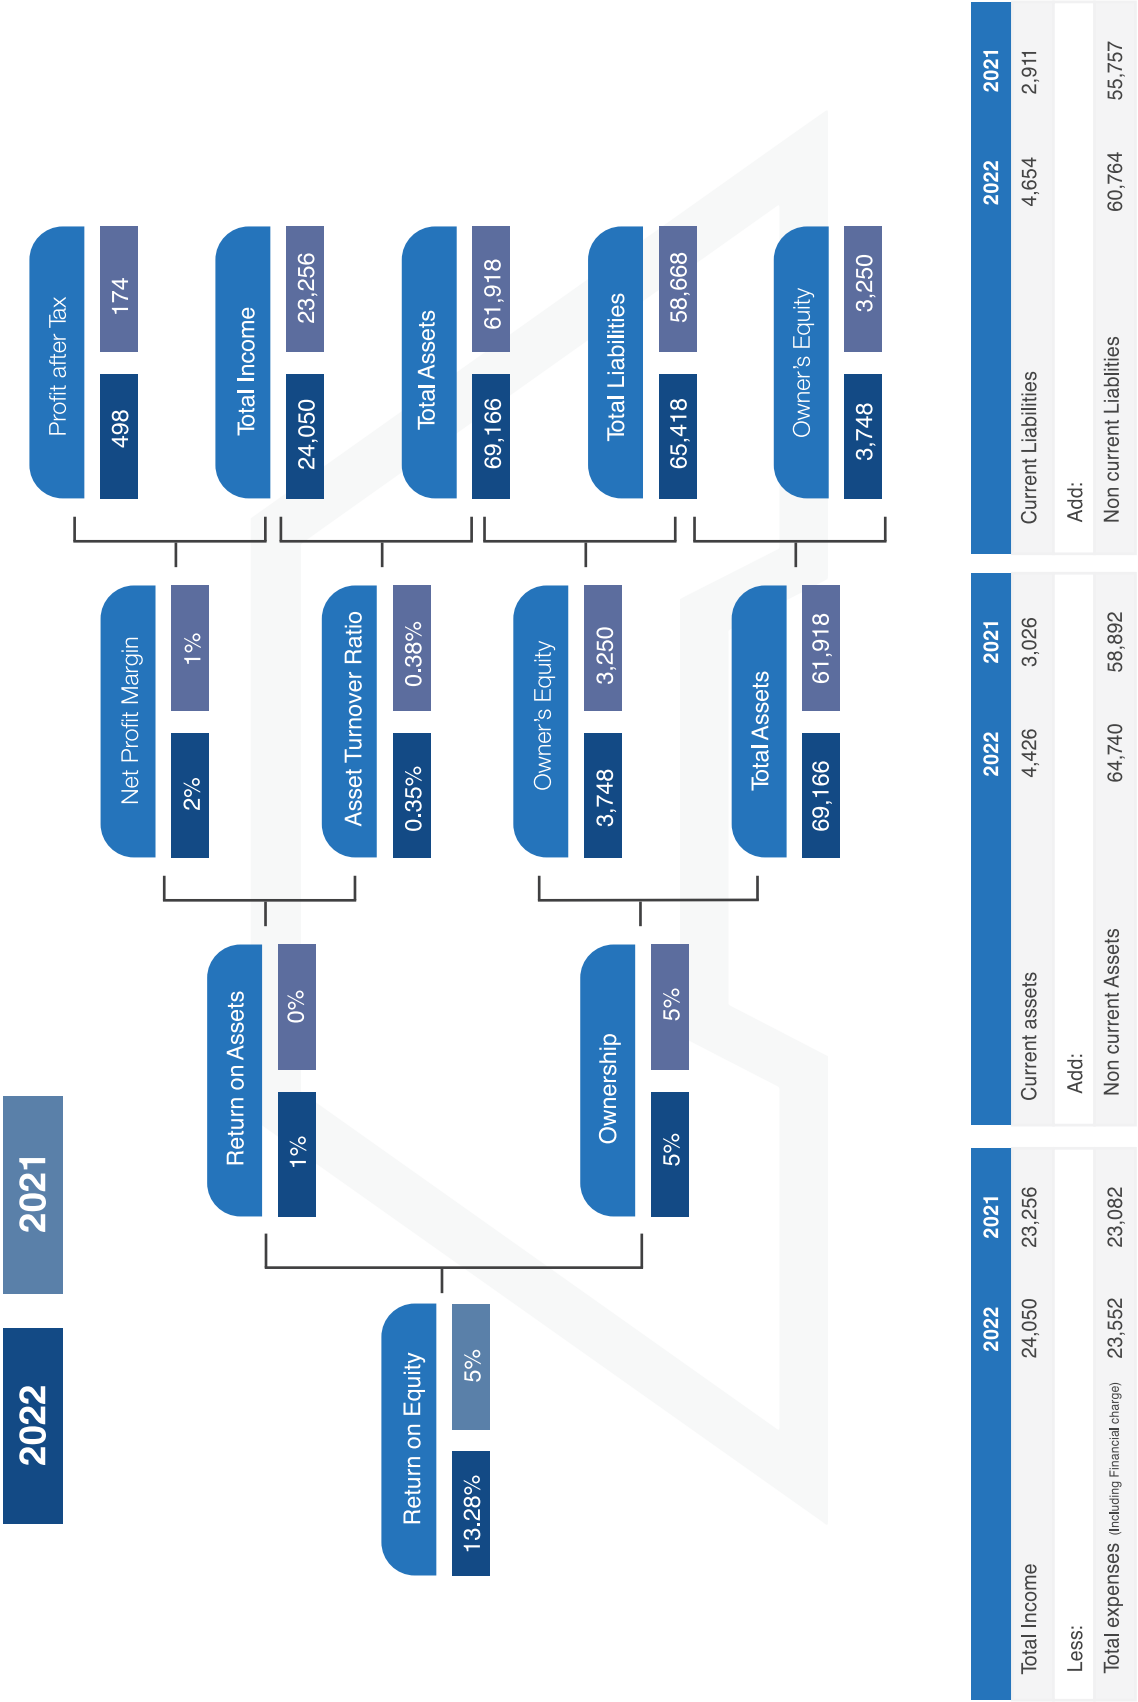 2022 2021
Profit after Tax
498 174
Net Profit Margin
2% 1%
Total Income
24,050 23,256
Return on Assets
1% 0%
Asset Turnover Ratio
0.35% 0.38%
Total Assets
69,166 61,918
Return on Equity
13.28% 5%
Owner's Equity
3,748 3,250
Total Liabilities
65,418 58,668
Ownership
5% 5%
Total Assets
69,166 61,918
Owner's Equity
3,748 3,250
2022 2021
Total Income 24,050 23,256
Less:
Total expenses (Including Financial charge) 23,552 23,082
2022 2021
Current assets 4,426 3,026
Add:
Non current Assets 64,740 58,892
2022 2021
Current Liabilities 4,654 2,911
Add:
Non current Liablities 60,764 55,757